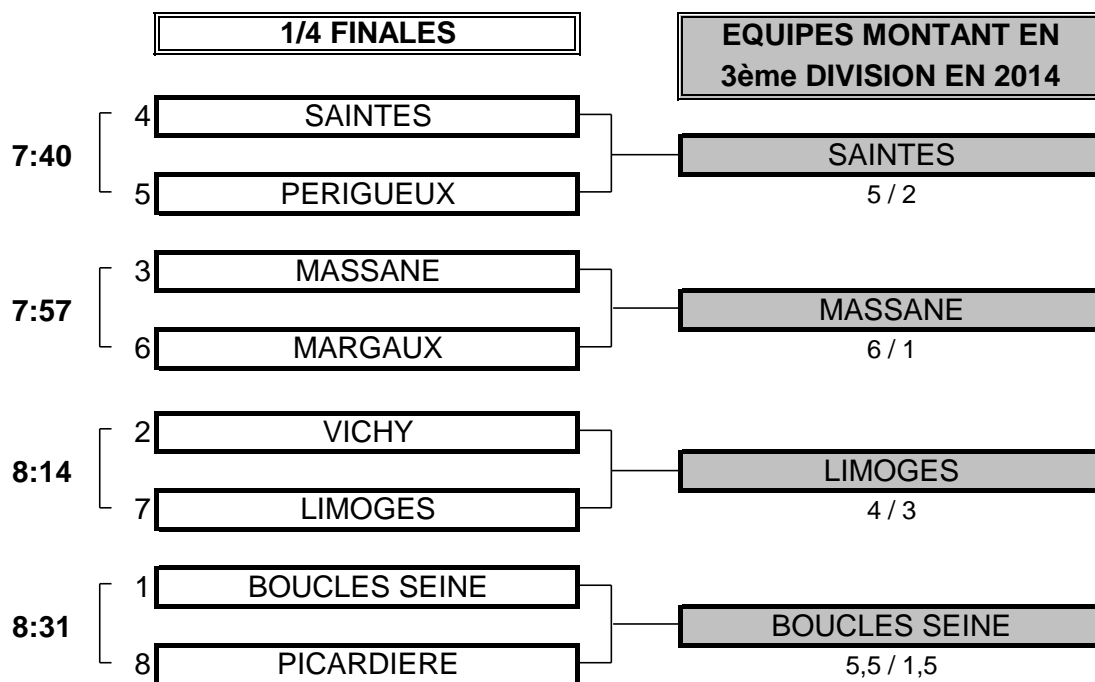 1/4 FINALES
EQUIPES MONTANT EN
3ème DIVISION EN 2014
4 SAINTES
7:40
SAINTES
5 PERIGUEUX
5 / 2
3 MASSANE
7:57
MASSANE
6 MARGAUX
6 / 1
2 VICHY
8:14
LIMOGES
7 LIMOGES
4 / 3
1 BOUCLES SEINE
8:31
BOUCLES SEINE
8 PICARDIERE
5,5 / 1,5